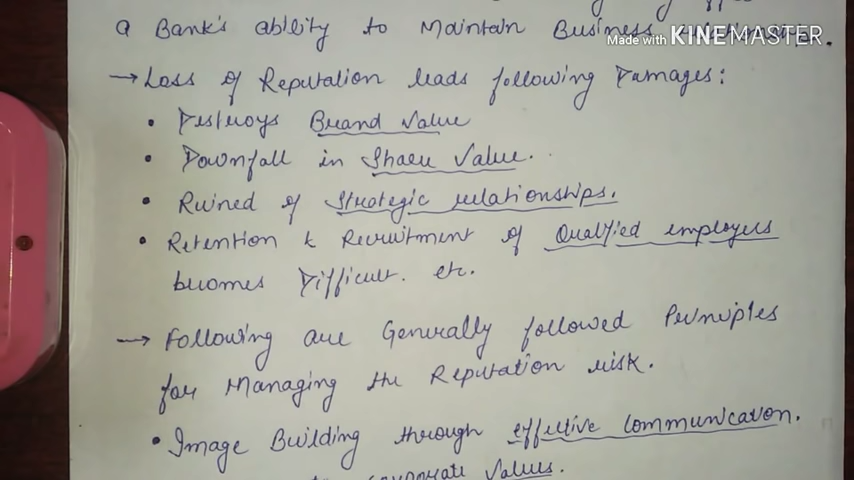 a Bank's ability to Maintain Business
Made with KINEMASTER
→ Loss of Reputation leads following Damages:
• Destroys Brand Value
• Downfall in Share Value.
• Ruined of Strategic relationships.
• Retention & Recruitment of Qualified employers
becomes Difficult. etc.
→ Following are Generally followed Principles
for Managing the Reputation risk.
• Image Building through effective communication.
corporate Values.